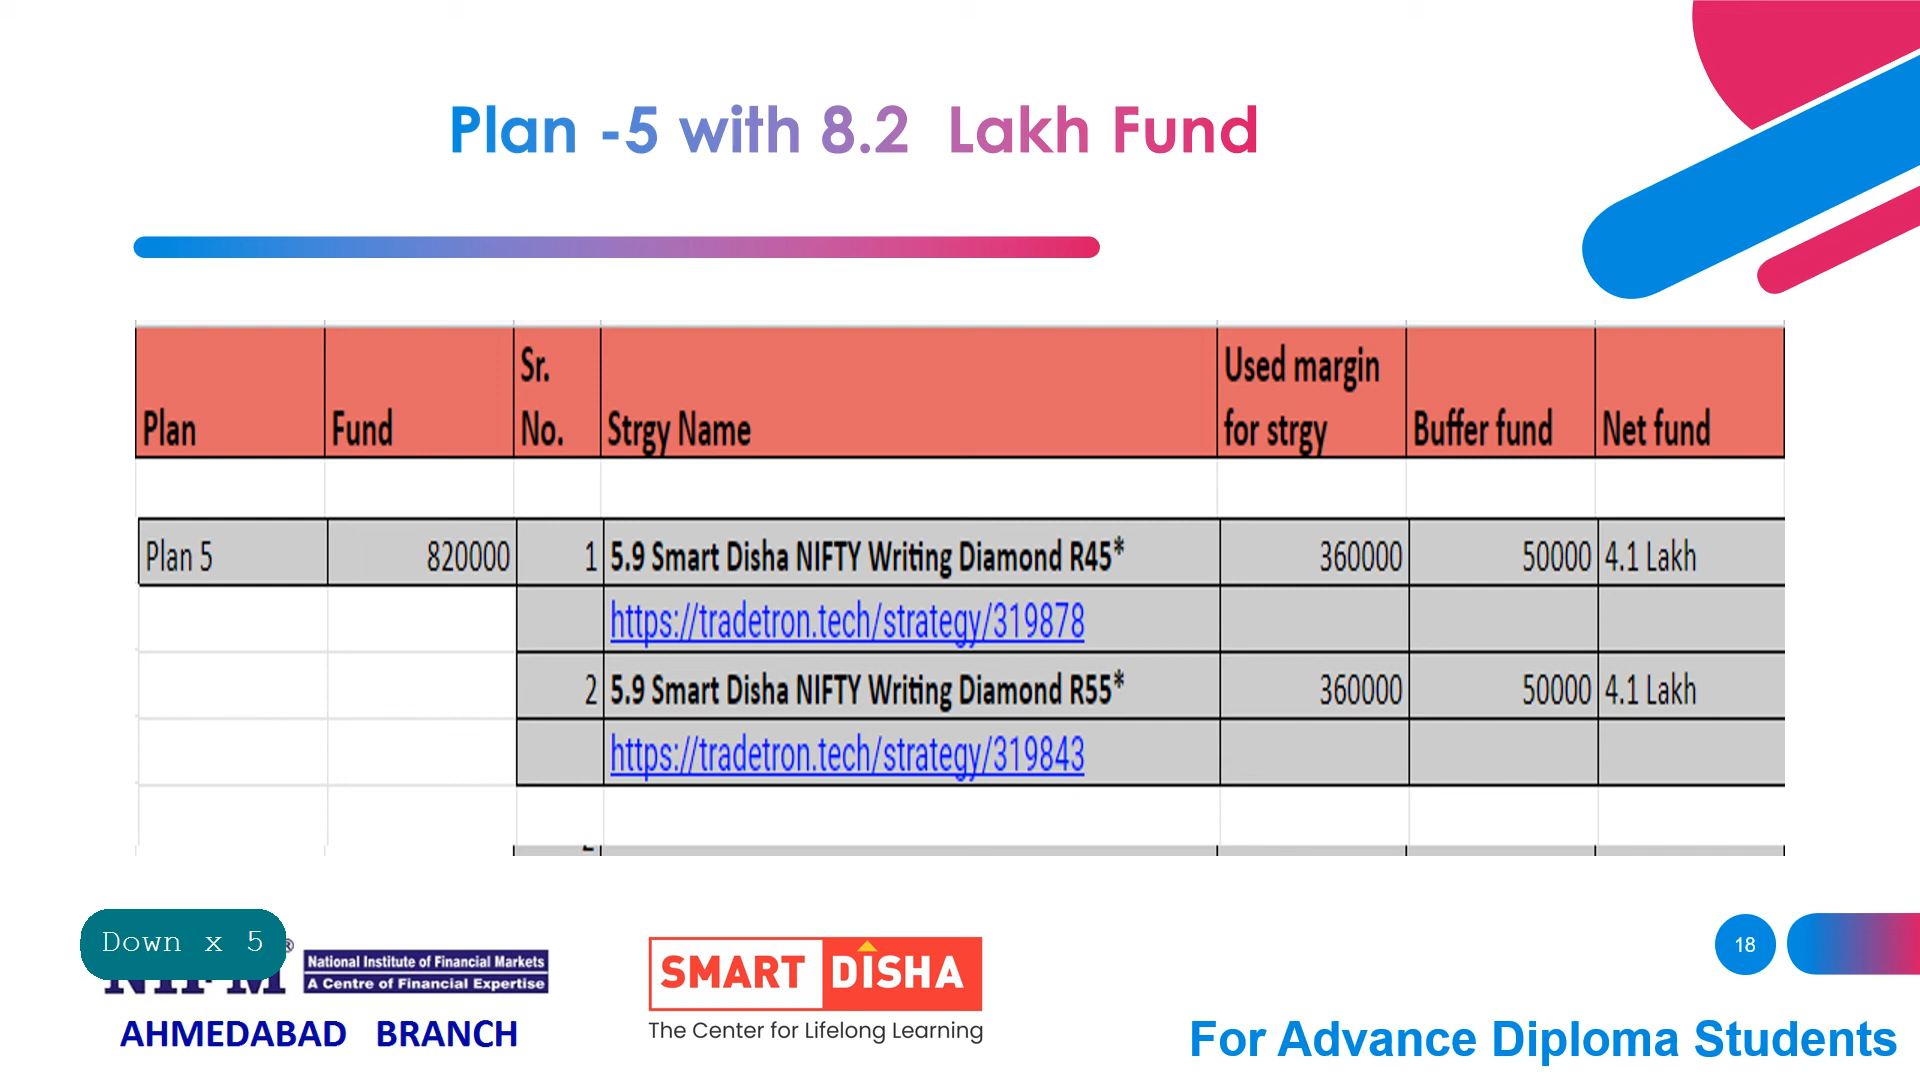 Plan -5 with 8.2 Lakh Fund
Plan Fund Sr. No. Strgy Name Used margin for strgy Buffer fund Net fund
Plan 5 820000 1 5.9 Smart Disha NIFTY Writing Diamond R45* 360000 50000 4.1 Lakh
https://tradetron.tech/strategy/319878
2 5.9 Smart Disha NIFTY Writing Diamond R55* 360000 50000 4.1 Lakh
https://tradetron.tech/strategy/319843
Down x 5
®
National Institute of Financial Markets
A Centre of Financial Expertise
AHMEDABAD BRANCH
SMART DISHA
The Center for Lifelong Learning
18
For Advance Diploma Students